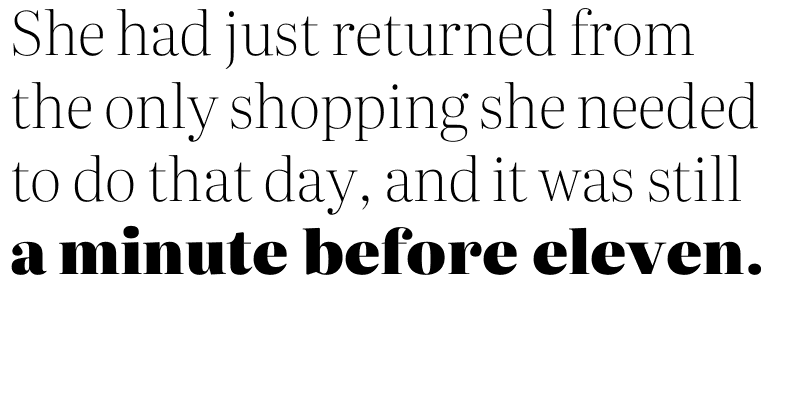 She had just returned from
the only shopping she needed
to do that day, and it was still
a minute before eleven.